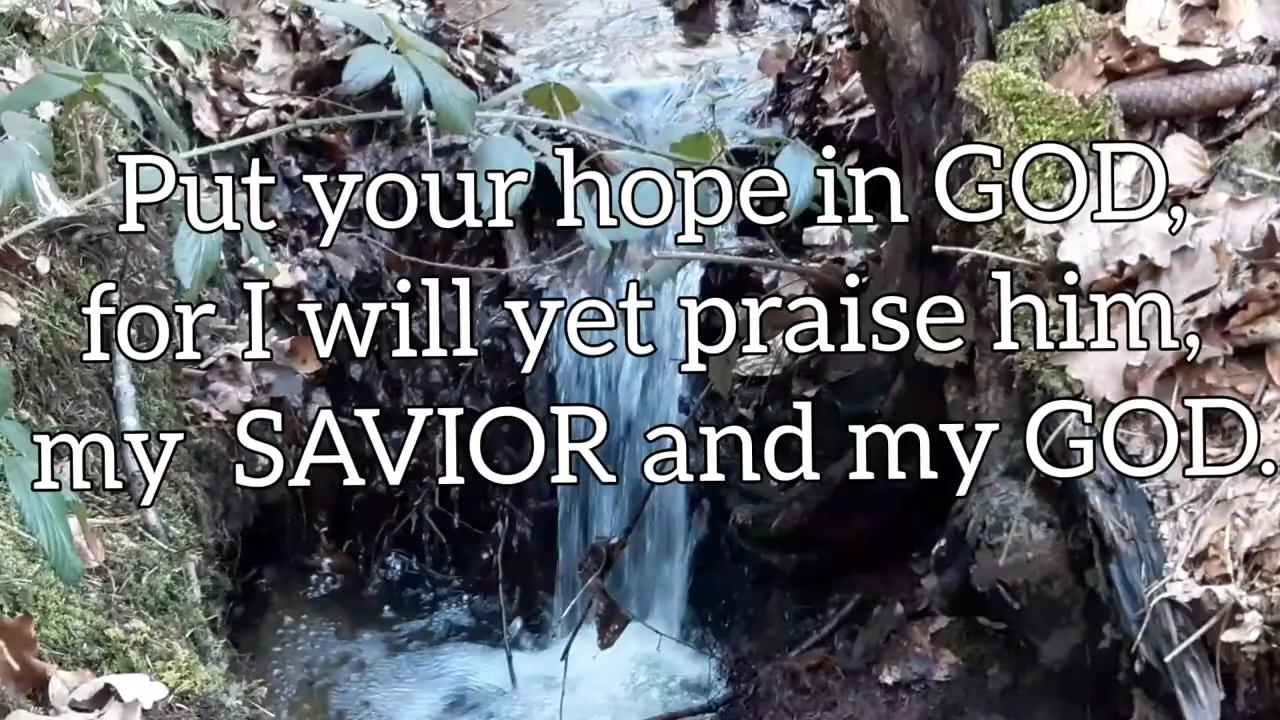 Put your hope in GOD,
for I will yet praise him,
my SAVIOR and my GOD.